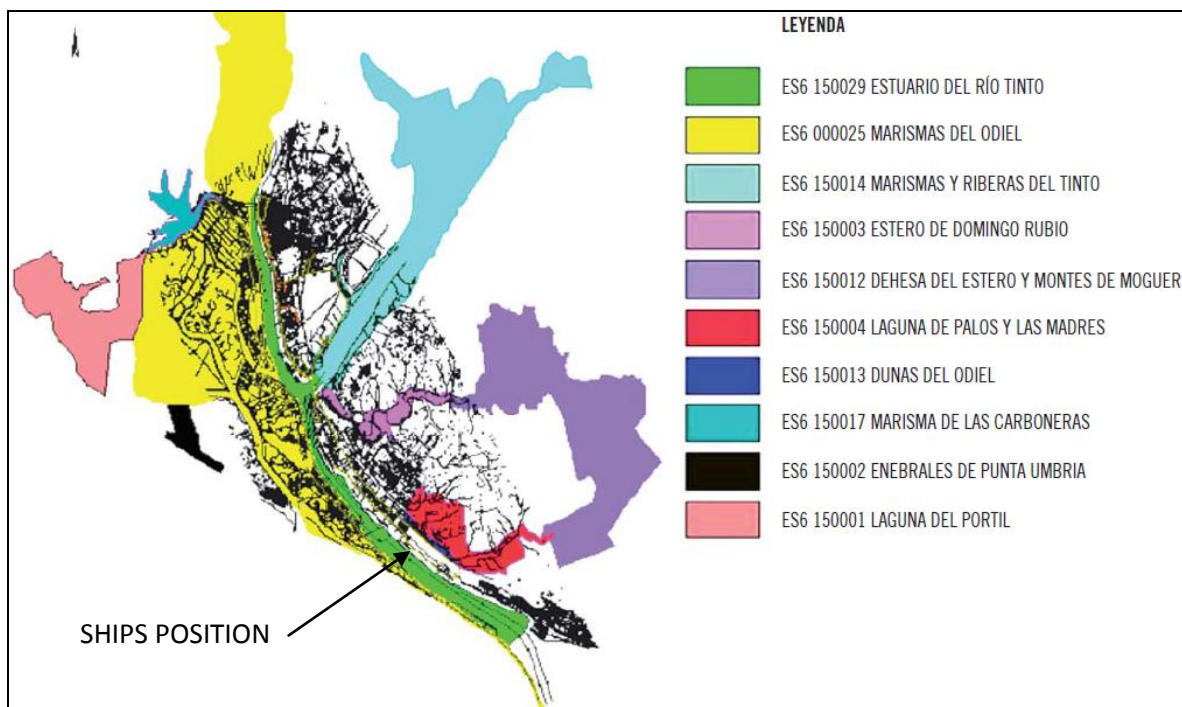 LEYENDA
ES6 150029 ESTUARIO DEL RÍO TINTO
ES6 000025 MARISMAS DEL ODIEL
ES6 150014 MARISMAS Y RIBERAS DEL TINTO
ES6 150003 ESTERO DE DOMINGO RUBIO
ES6 150012 DEHESA DEL ESTERO Y MONTES DE MOGUER
ES6 150004 LAGUNA DE PALOS Y LAS MADRES
ES6 150013 DUNAS DEL ODIEL
ES6 150017 MARISMA DE LAS CARBONERAS
ES6 150002 ENEBRALES DE PUNTA UMBRIA
ES6 150001 LAGUNA DEL PORTIL
SHIPS POSITION